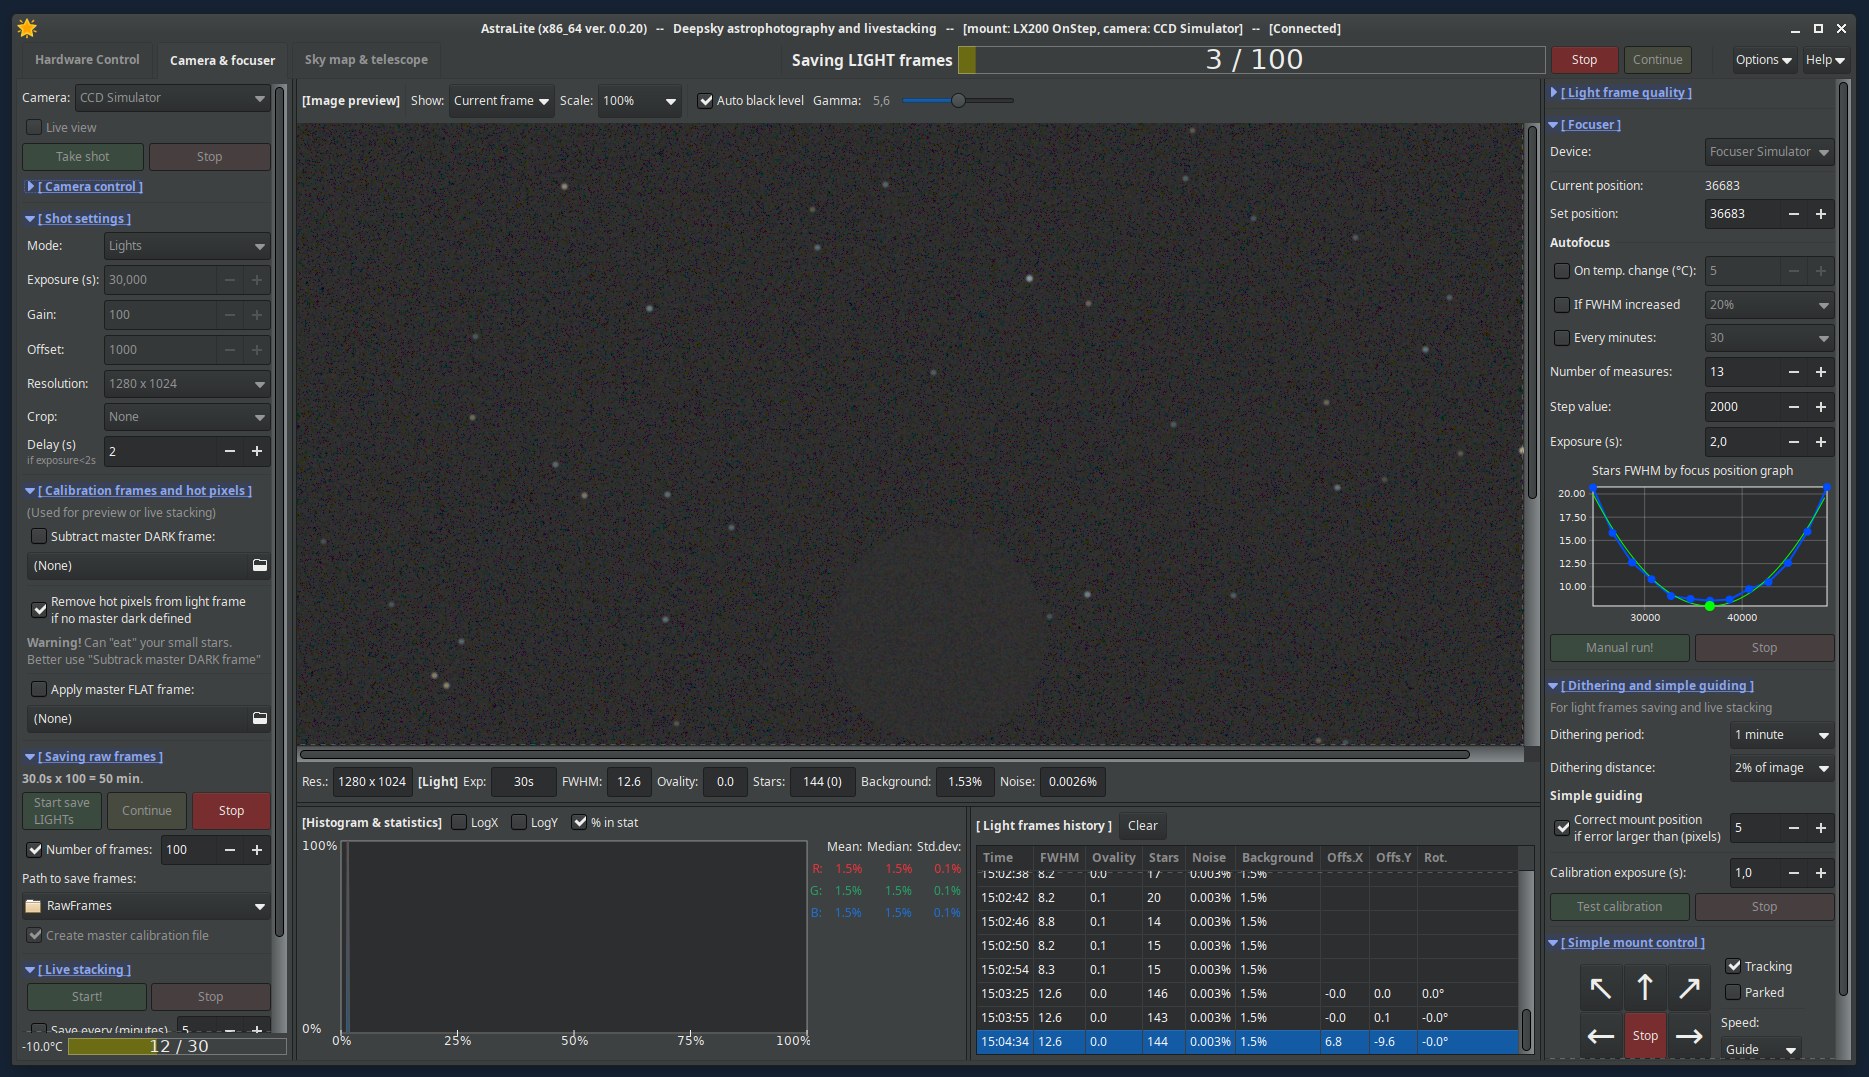 AstraLite (x86_64 ver. 0.0.20) -- Deepsky astrophotography and livestacking -- [mount: LX200 OnStep, camera: CCD Simulator] -- [Connected]
Hardware Control
Camera & focuser
Sky map & telescope
Saving LIGHT frames
3 / 100
Stop
Continue
Options
Help
Camera:
CCD Simulator
Live view
Take shot
Stop
[ Camera control ]
[ Shot settings ]
Mode:
Lights
Exposure (s):
30,000
Gain:
100
Offset:
1000
Resolution:
1280 x 1024
Crop:
None
Delay (s)
if exposure<2s
2
[ Calibration frames and hot pixels ]
(Used for preview or live stacking)
Subtract master DARK frame:
(None)
Remove hot pixels from light frame
if no master dark defined
Warning! Can "eat" your small stars.
Better use "Subtrack master DARK frame"
Apply master FLAT frame:
(None)
[ Saving raw frames ]
30.0s x 100 = 50 min.
Start save
LIGHTs
Continue
Stop
Number of frames:
100
Path to save frames:
RawFrames
Create master calibration file
[ Live stacking ]
Start!
Stop
Save every (minutes)
5
-10.0°C
12 / 30
[Image preview]
Show:
Current frame
Scale:
100%
Auto black level
Gamma:
5,6
Res.:
1280 x 1024
[Light]
Exp:
30s
FWHM:
12.6
Ovality:
0.0
Stars:
144 (0)
Background:
1.53%
Noise:
0.0026%
[Histogram & statistics]
LogX
LogY
% in stat
100%
0%
0%
25%
50%
75%
100%
Mean: Median: Std.dev:
R: 1.5% 1.5% 0.1%
G: 1.5% 1.5% 0.1%
B: 1.5% 1.5% 0.1%
[ Light frames history ]
Clear
Time FWHM Ovality Stars Noise Background Offs.X Offs.Y Rot.
15:02:38 8.2 0.0 17 0.003% 1.5%
15:02:42 8.2 0.1 20 0.003% 1.5%
15:02:46 8.8 0.1 14 0.003% 1.5%
15:02:50 8.2 0.1 15 0.003% 1.5%
15:02:54 8.3 0.1 15 0.003% 1.5%
15:03:25 12.6 0.0 146 0.003% 1.5% -0.0 0.0 0.0°
15:03:55 12.6 0.0 143 0.003% 1.5% -0.0 0.1 -0.0°
15:04:34 12.6 0.0 144 0.003% 1.5% 6.8 -9.6 -0.0°
[ Light frame quality ]
[ Focuser ]
Device:
Focuser Simulator
Current position:
36683
Set position:
36683
Autofocus
On temp. change (°C):
5
If FWHM increased
20%
Every minutes:
30
Number of measures:
13
Step value:
2000
Exposure (s):
2,0
Stars FWHM by focus position graph
20.00
17.50
15.00
12.50
10.00
30000
40000
Manual run!
Stop
[ Dithering and simple guiding ]
For light frames saving and live stacking
Dithering period:
1 minute
Dithering distance:
2% of image
Simple guiding
Correct mount position
if error larger than (pixels)
5
Calibration exposure (s):
1,0
Test calibration
Stop
[ Simple mount control ]
Tracking
Parked
Speed:
Stop
Guide